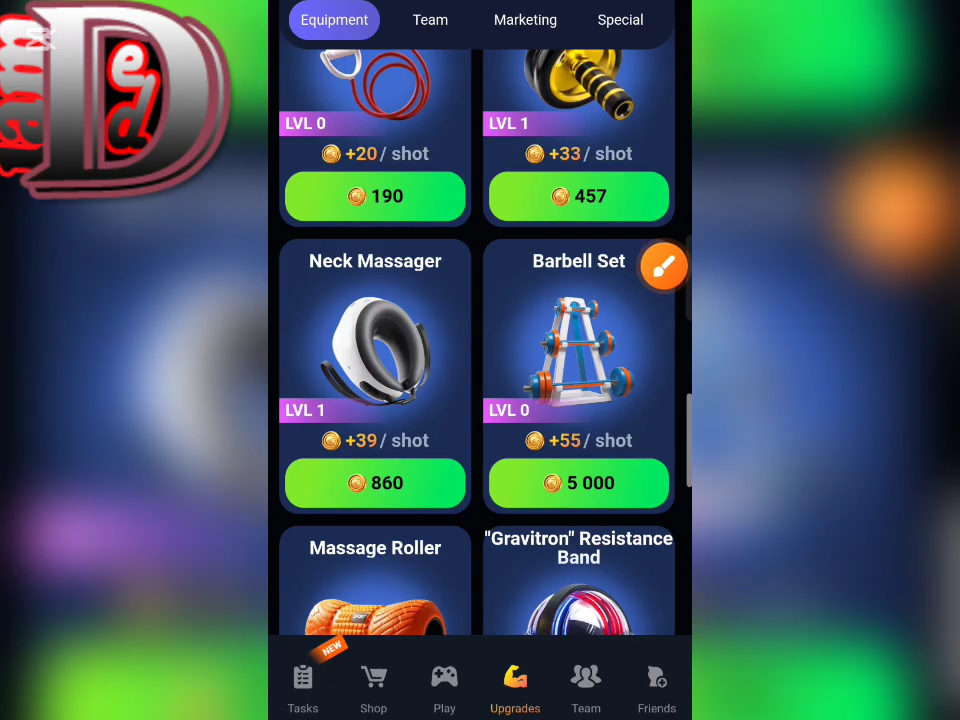 Equipment
Team
Marketing
Special
LVL 0
+20 / shot
190
LVL 1
+33 / shot
457
Neck Massager
LVL 1
+39 / shot
860
Barbell Set
LVL 0
+55 / shot
5 000
Massage Roller
"Gravitron" Resistance
Band
NEW
Tasks
Shop
Play
Upgrades
Team
Friends
D
ed